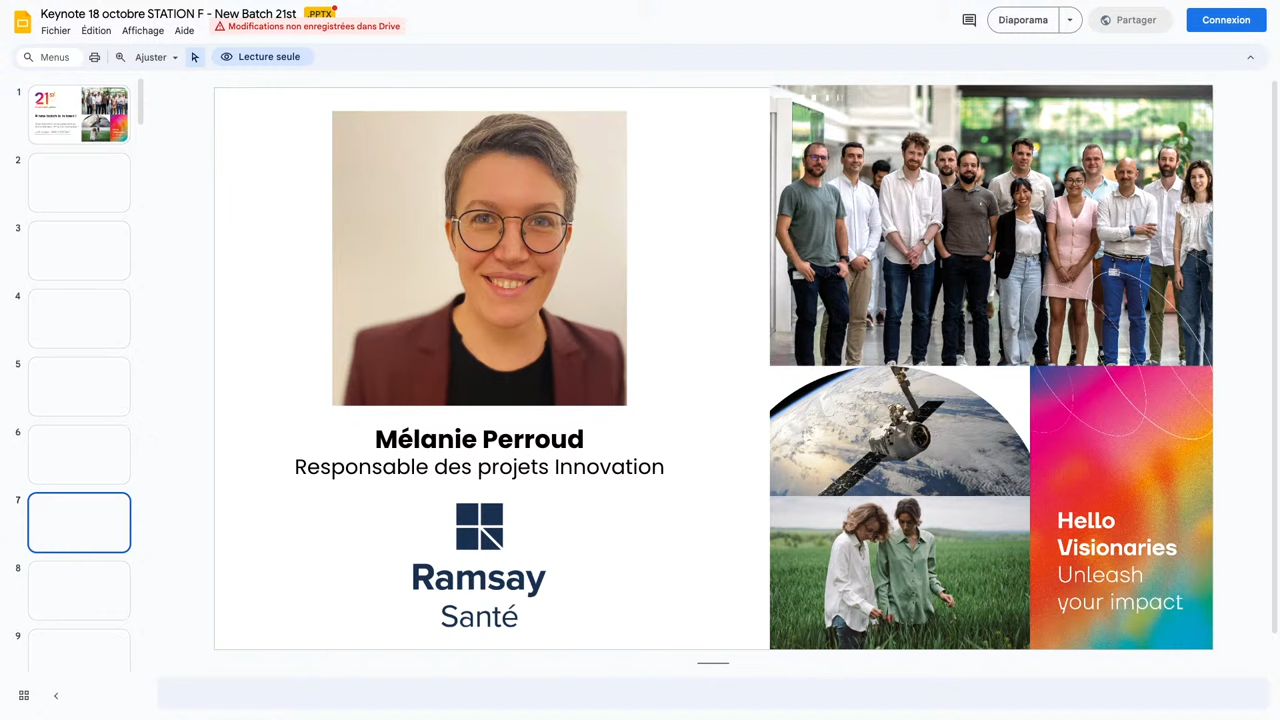 Keynote 18 octobre STATION F - New Batch 21st .PPTX
Modifications non enregistrées dans Drive
Fichier Édition Affichage Aide
Diaporama
Partager
Connexion
Menus
Ajuster
Lecture seule
1
21
2
3
4
5
6
7
8
9
Mélanie Perroud
Responsable des projets Innovation
Ramsay
Santé
Hello
Visionaries
Unleash
your impact